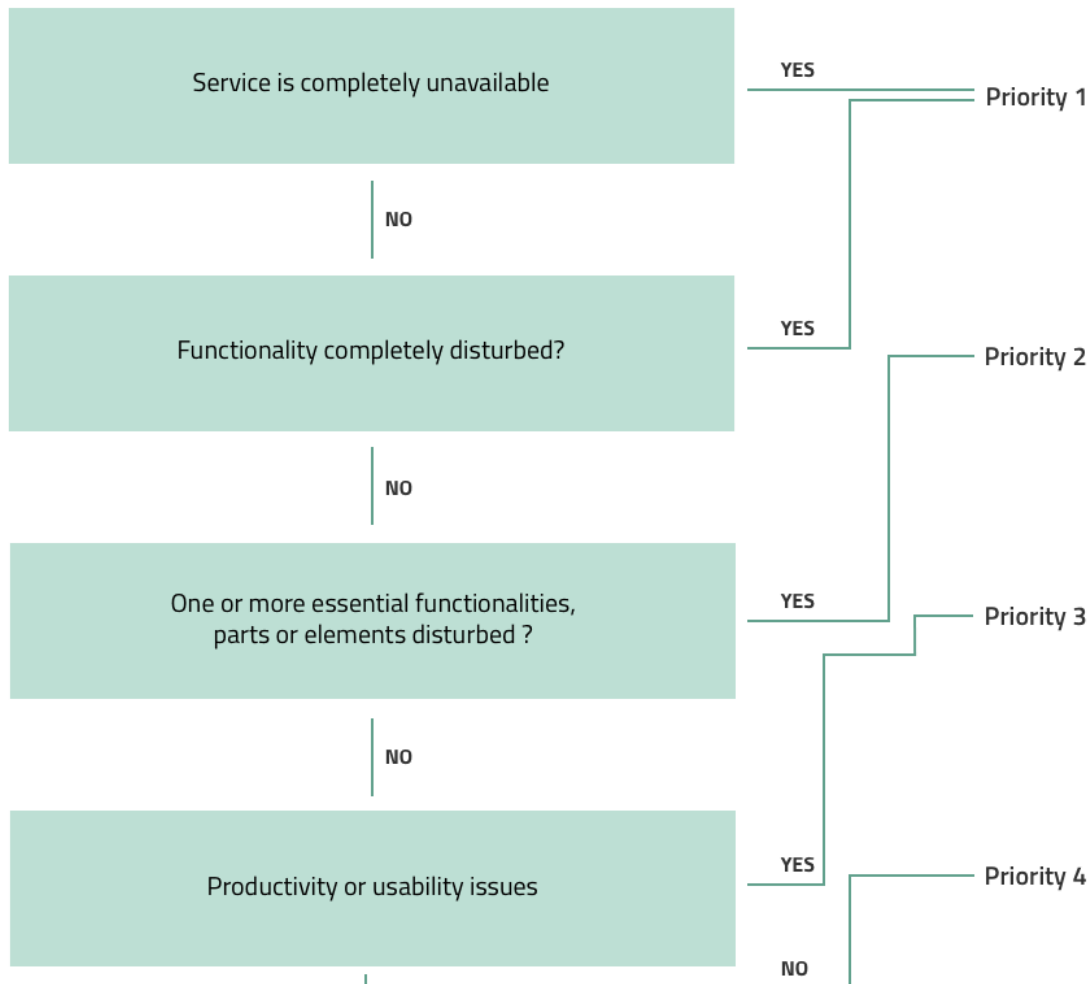 Service is completely unavailable
YES
Priority 1
NO
Functionality completely disturbed?
YES
Priority 2
NO
One or more essential functionalities,
parts or elements disturbed ?
YES
Priority 3
NO
Productivity or usability issues
YES
Priority 4
NO